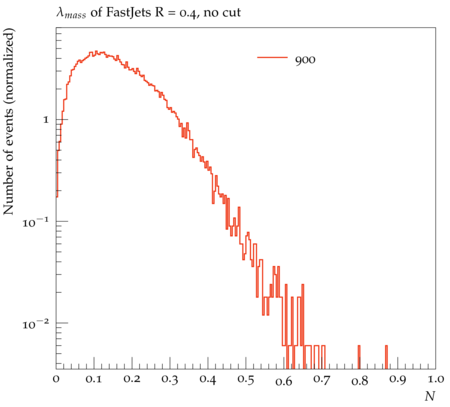 λmass of FastJets R = 0.4, no cut
Number of events (normalized)
900
1
10−1
10−2
0 0.1 0.2 0.3 0.4 0.5 0.6 0.7 0.8 0.9 1.0
N